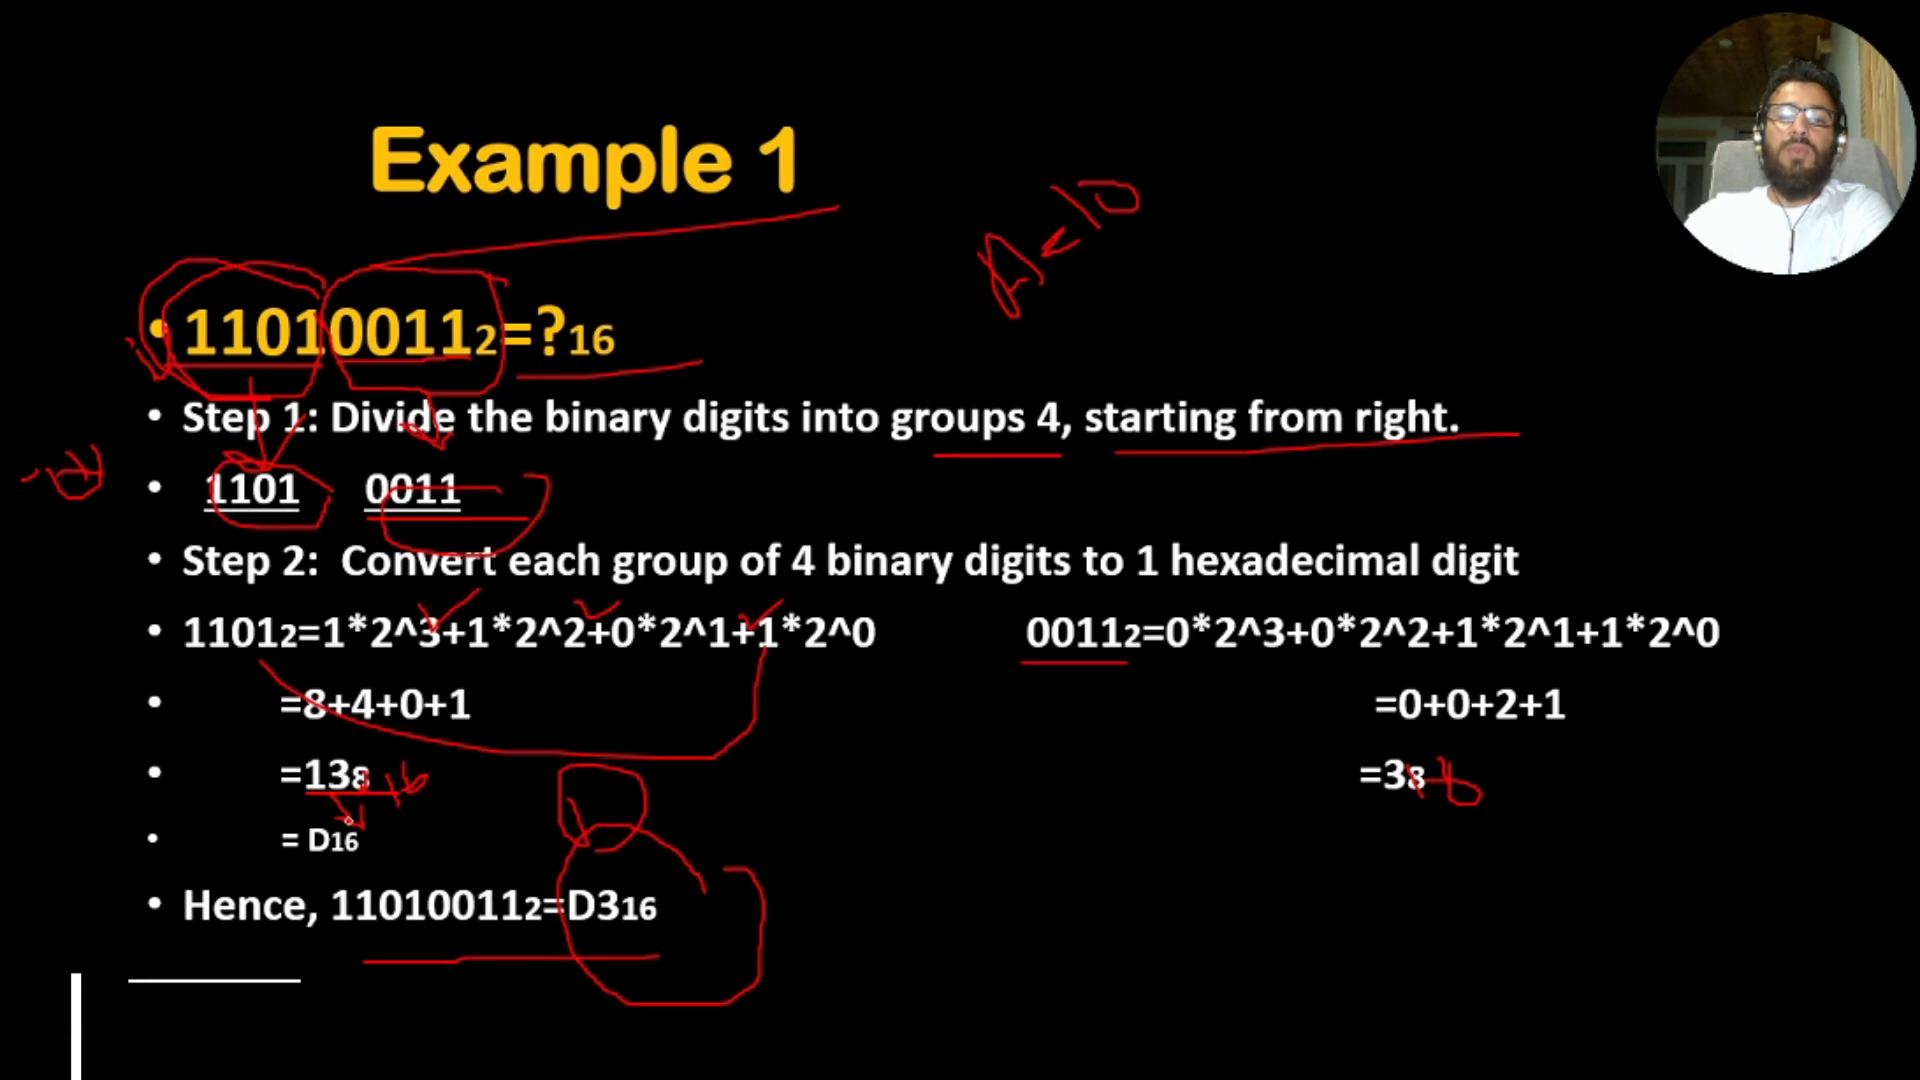 Example 1
A = 10
• 11010011₂=?₁₆
• Step 1: Divide the binary digits into groups 4, starting from right.
• 1101 0011
• Step 2: Convert each group of 4 binary digits to 1 hexadecimal digit
• 1101₂=1*2^3+1*2^2+0*2^1+1*2^0 0011₂=0*2^3+0*2^2+1*2^1+1*2^0
• =8+4+0+1 =0+0+2+1
• =13₈ 16 =3₈
• = D₁₆
• Hence, 11010011₂=D3₁₆